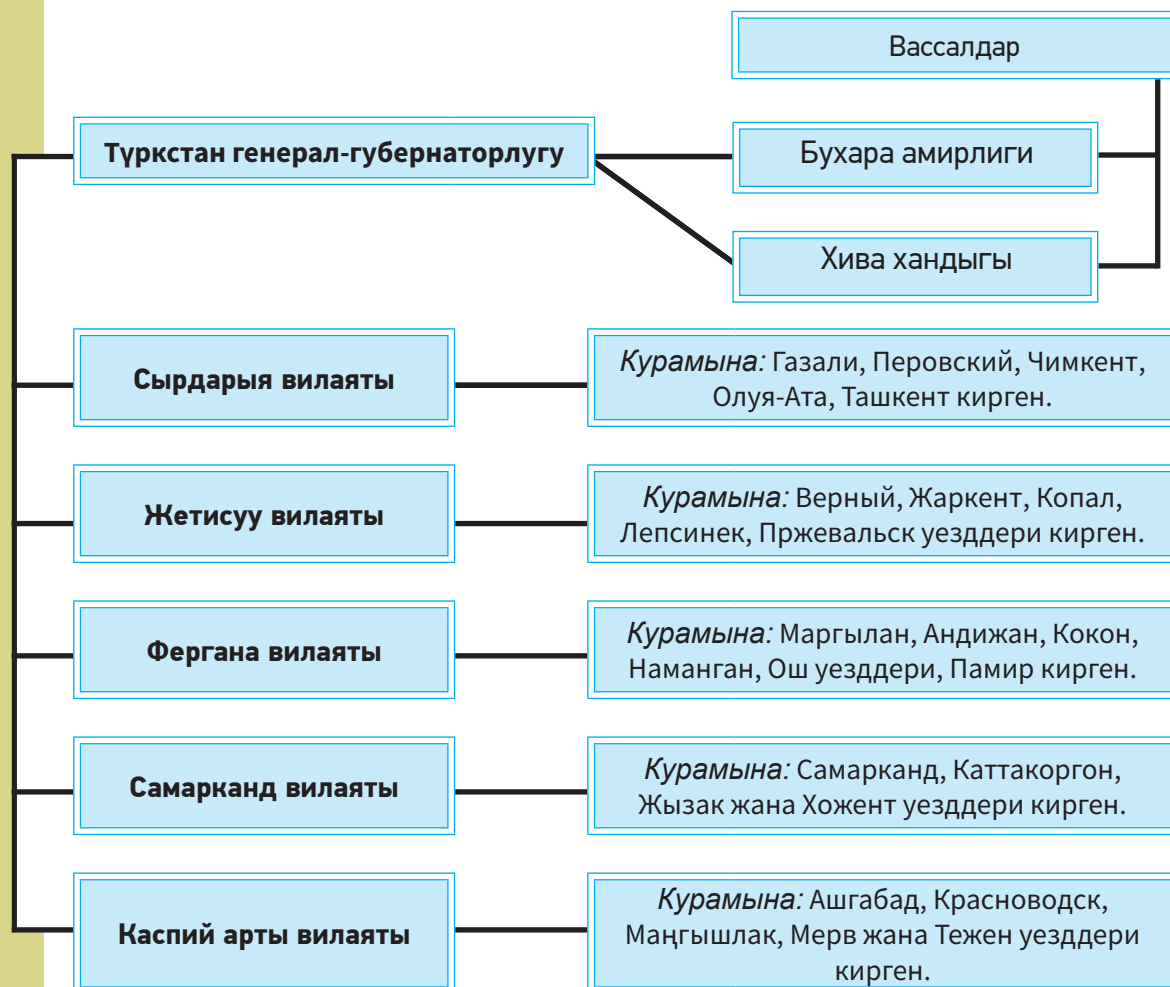 Вассалдар
Түркстан генерал-губернаторлугу
Бухара амирлиги
Хива хандыгы
Сырдарыя вилаяты
Курамына: Газали, Перовский, Чимкент,
Олуя-Ата, Ташкент кирген.
Жетисуу вилаяты
Курамына: Верный, Жаркент, Копал,
Лепсинек, Пржевальск уезддери кирген.
Фергана вилаяты
Курамына: Маргылан, Андижан, Кокон,
Наманган, Ош уезддери, Памир кирген.
Самарканд вилаяты
Курамына: Самарканд, Каттакоргон,
Жызак жана Хожент уезддери кирген.
Каспий арты вилаяты
Курамына: Ашгабад, Красноводск,
Маңгышлак, Мерв жана Тежен уезддери
кирген.